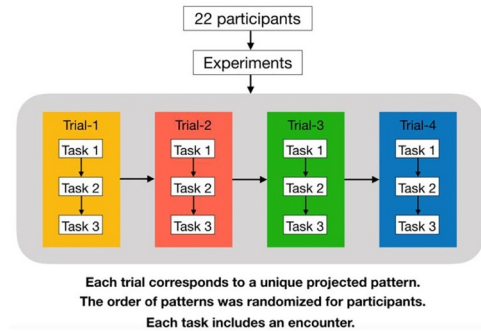 22 participants
Experiments
Trial-1
Task 1
Task 2
Task 3
Trial-2
Task 1
Task 2
Task 3
Trial-3
Task 1
Task 2
Task 3
Trial-4
Task 1
Task 2
Task 3
Each trial corresponds to a unique projected pattern.
The order of patterns was randomized for participants.
Each task includes an encounter.